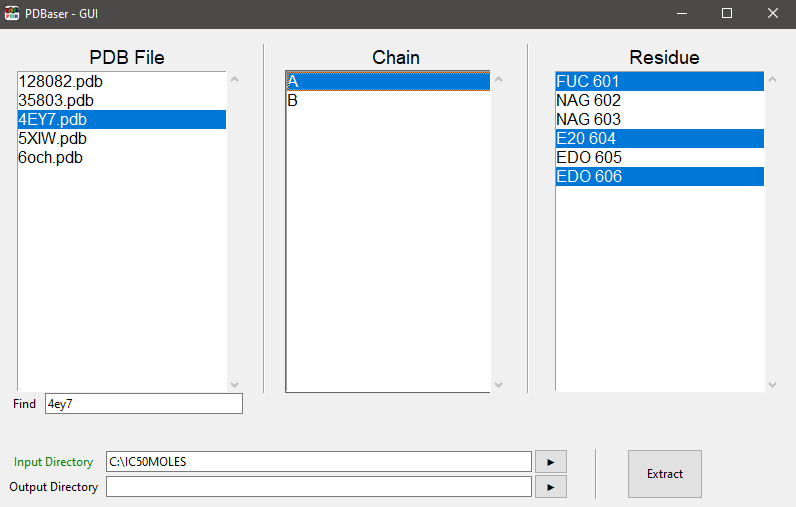 PDBaser - GUI
PDB File
128082.pdb
35803.pdb
4EY7.pdb
5XIW.pdb
6och.pdb
Find 4ey7
Chain
A
B
Residue
FUC 601
NAG 602
NAG 603
E20 604
EDO 605
EDO 606
Input Directory C:\IC50MOLES
Output Directory
Extract